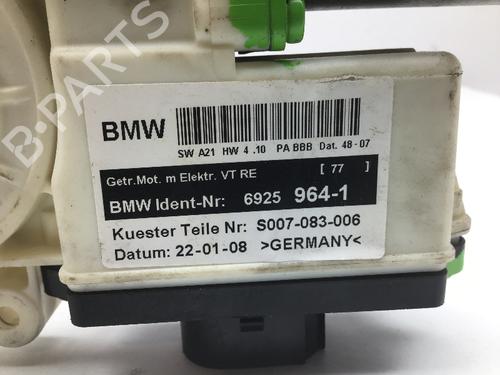 BMW
SW A21 HW 4 .10 PA BBB Dat. 48 - 07
Getr.Mot. m Elektr. VT RE [ 77 ]
BMW Ident-Nr: 6925 964-1
Kuester Teile Nr: S007-083-006
Datum: 22-01-08 >GERMANY<
B-PARTS